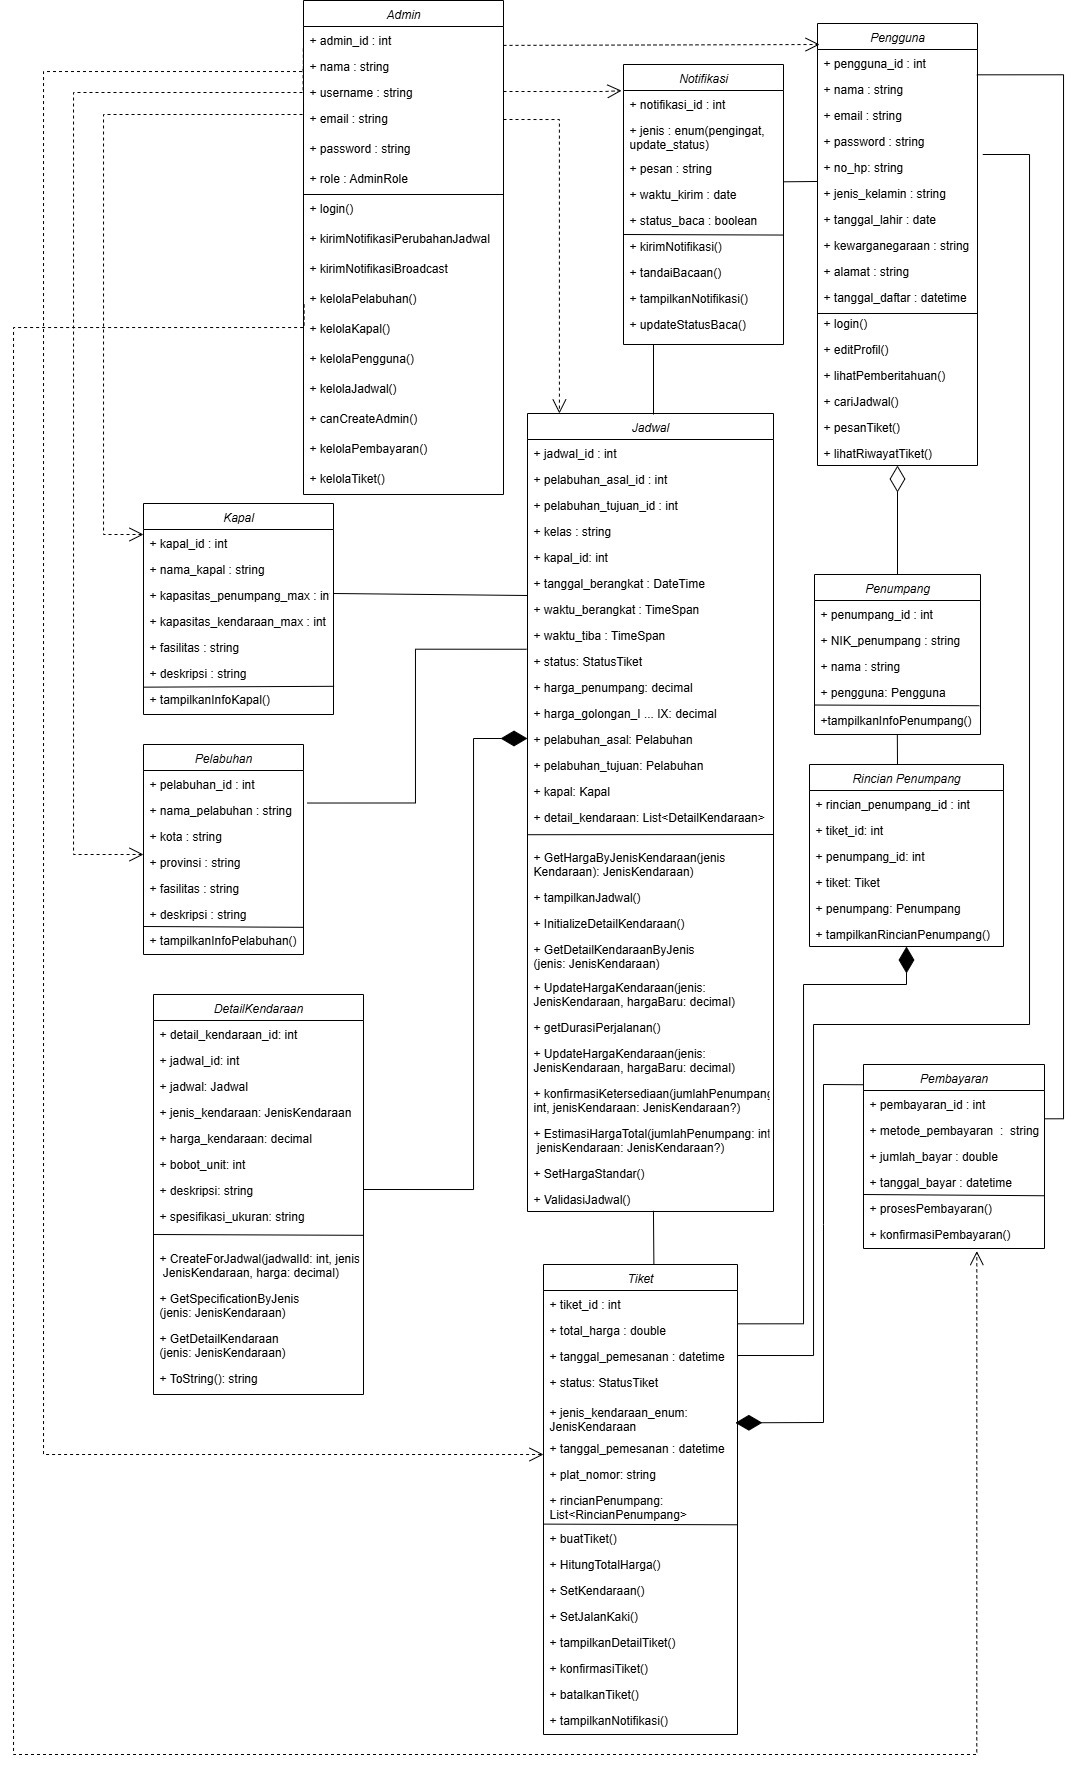 Admin
+ admin_id : int
+ nama : string
+ username : string
+ email : string
+ password : string
+ role : AdminRole
+ login()
+ kirimNotifikasiPerubahanJadwal
+ kirimNotifikasiBroadcast
+ kelolaPelabuhan()
+ kelolaKapal()
+ kelolaPengguna()
+ kelolaJadwal()
+ canCreateAdmin()
+ kelolaPembayaran()
+ kelolaTiket()
Notifikasi
+ notifikasi_id : int
+ jenis : enum(pengingat,
update_status)
+ pesan : string
+ waktu_kirim : date
+ status_baca : boolean
+ kirimNotifikasi()
+ tandaiBacaan()
+ tampilkanNotifikasi()
+ updateStatusBaca()
Pengguna
+ pengguna_id : int
+ nama : string
+ email : string
+ password : string
+ no_hp: string
+ jenis_kelamin : string
+ tanggal_lahir : date
+ kewarganegaraan : string
+ alamat : string
+ tanggal_daftar : datetime
+ login()
+ editProfil()
+ lihatPemberitahuan()
+ cariJadwal()
+ pesanTiket()
+ lihatRiwayatTiket()
Kapal
+ kapal_id : int
+ nama_kapal : string
+ kapasitas_penumpang_max : in
+ kapasitas_kendaraan_max : int
+ fasilitas : string
+ deskripsi : string
+ tampilkanInfoKapal()
Jadwal
+ jadwal_id : int
+ pelabuhan_asal_id : int
+ pelabuhan_tujuan_id : int
+ kelas : string
+ kapal_id: int
+ tanggal_berangkat : DateTime
+ waktu_berangkat : TimeSpan
+ waktu_tiba : TimeSpan
+ status: StatusTiket
+ harga_penumpang: decimal
+ harga_golongan_I ... IX: decimal
+ pelabuhan_asal: Pelabuhan
+ pelabuhan_tujuan: Pelabuhan
+ kapal: Kapal
+ detail_kendaraan: List<DetailKendaraan>
+ GetHargaByJenisKendaraan(jenis
Kendaraan): JenisKendaraan)
+ tampilkanJadwal()
+ InitializeDetailKendaraan()
+ GetDetailKendaraanByJenis
(jenis: JenisKendaraan)
+ UpdateHargaKendaraan(jenis:
JenisKendaraan, hargaBaru: decimal)
+ getDurasiPerjalanan()
+ UpdateHargaKendaraan(jenis:
JenisKendaraan, hargaBaru: decimal)
+ konfirmasiKetersediaan(jumlahPenumpang
int, jenisKendaraan: JenisKendaraan?)
+ EstimasiHargaTotal(jumlahPenumpang: int
jenisKendaraan: JenisKendaraan?)
+ SetHargaStandar()
+ ValidasiJadwal()
Penumpang
+ penumpang_id : int
+ NIK_penumpang : string
+ nama : string
+ pengguna: Pengguna
+tampilkanInfoPenumpang()
Pelabuhan
+ pelabuhan_id : int
+ nama_pelabuhan : string
+ kota : string
+ provinsi : string
+ fasilitas : string
+ deskripsi : string
+ tampilkanInfoPelabuhan()
Rincian Penumpang
+ rincian_penumpang_id : int
+ tiket_id: int
+ penumpang_id: int
+ tiket: Tiket
+ penumpang: Penumpang
+ tampilkanRincianPenumpang()
DetailKendaraan
+ detail_kendaraan_id: int
+ jadwal_id: int
+ jadwal: Jadwal
+ jenis_kendaraan: JenisKendaraan
+ harga_kendaraan: decimal
+ bobot_unit: int
+ deskripsi: string
+ spesifikasi_ukuran: string
+ CreateForJadwal(jadwalId: int, jenis
JenisKendaraan, harga: decimal)
+ GetSpecificationByJenis
(jenis: JenisKendaraan)
+ GetDetailKendaraan
(jenis: JenisKendaraan)
+ ToString(): string
Pembayaran
+ pembayaran_id : int
+ metode_pembayaran : string
+ jumlah_bayar : double
+ tanggal_bayar : datetime
+ prosesPembayaran()
+ konfirmasiPembayaran()
Tiket
+ tiket_id : int
+ total_harga : double
+ tanggal_pemesanan : datetime
+ status: StatusTiket
+ jenis_kendaraan_enum:
JenisKendaraan
+ tanggal_pemesanan : datetime
+ plat_nomor: string
+ rincianPenumpang:
List<RincianPenumpang>
+ buatTiket()
+ HitungTotalHarga()
+ SetKendaraan()
+ SetJalanKaki()
+ tampilkanDetailTiket()
+ konfirmasiTiket()
+ batalkanTiket()
+ tampilkanNotifikasi()